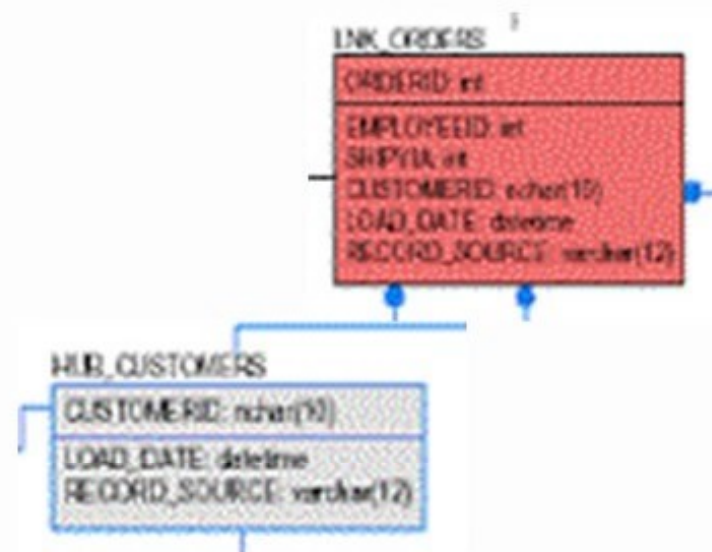 LNK_ORDERS
ORDERID: int
EMPLOYEEID: int
SHIPVIA: int
CUSTOMERID: nchar(10)
LOAD_DATE: datetime
RECORD_SOURCE: varchar(12)
HUB_CUSTOMERS
CUSTOMERID: nchar(10)
LOAD_DATE: datetime
RECORD_SOURCE: varchar(12)